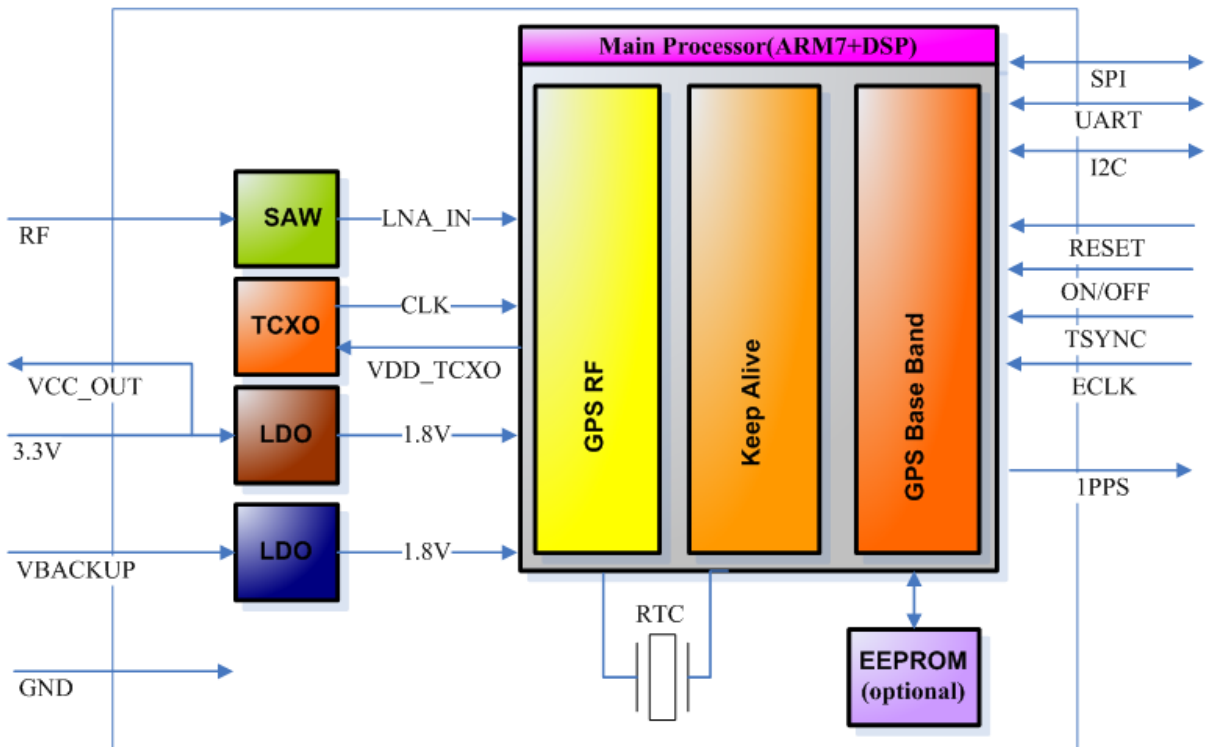 Main Processor(ARM7+DSP)
SPI
UART
I2C
SAW
LNA_IN
RF
RESET
TCXO
CLK
ON/OFF
VDD_TCXO
TSYNC
VCC_OUT
ECLK
GPS RF
Keep Alive
GPS Base Band
3.3V
LDO
1.8V
1PPS
VBACKUP
LDO
1.8V
RTC
EEPROM
(optional)
GND